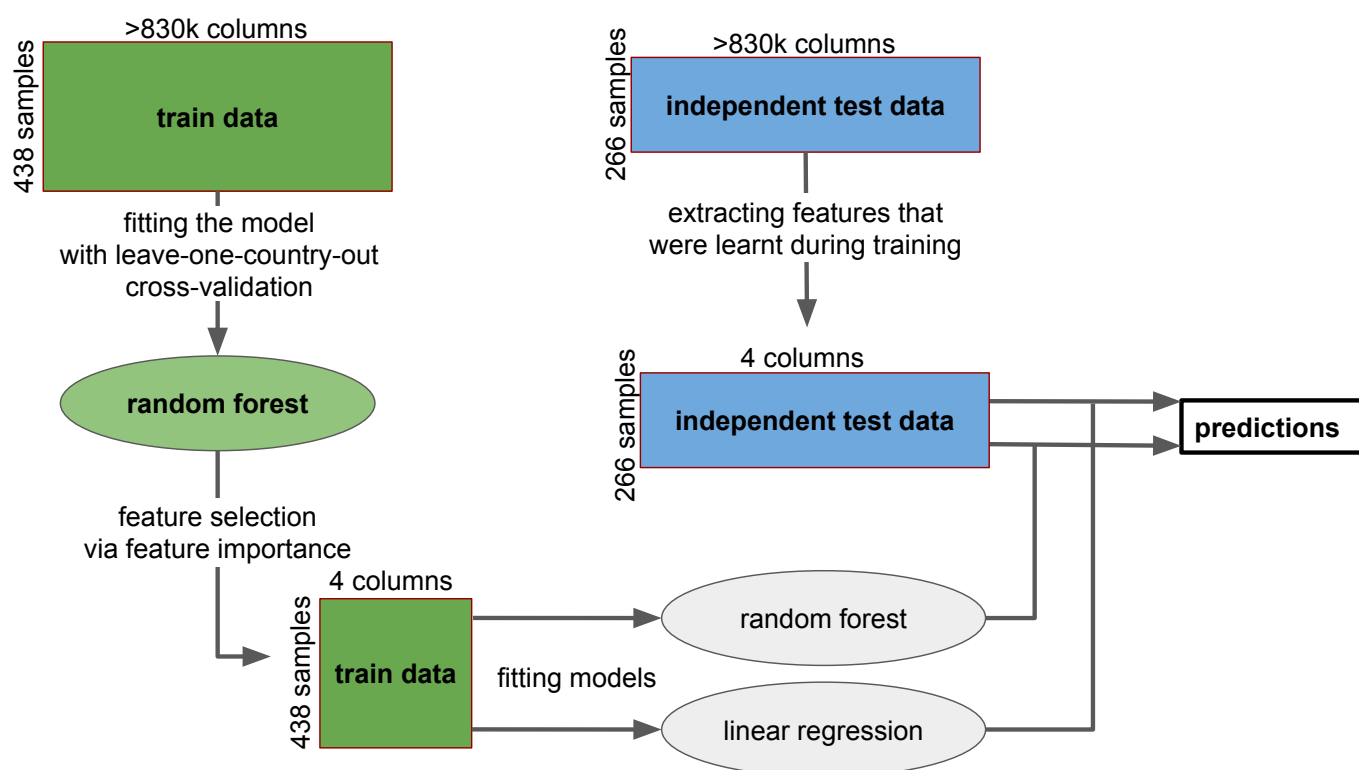 >830k columns
438 samples
train data
fitting the model
with leave-one-country-out
cross-validation
random forest
feature selection
via feature importance
4 columns
438 samples
train data
fitting models
random forest
linear regression
>830k columns
266 samples
independent test data
extracting features that
were learnt during training
4 columns
266 samples
independent test data
predictions